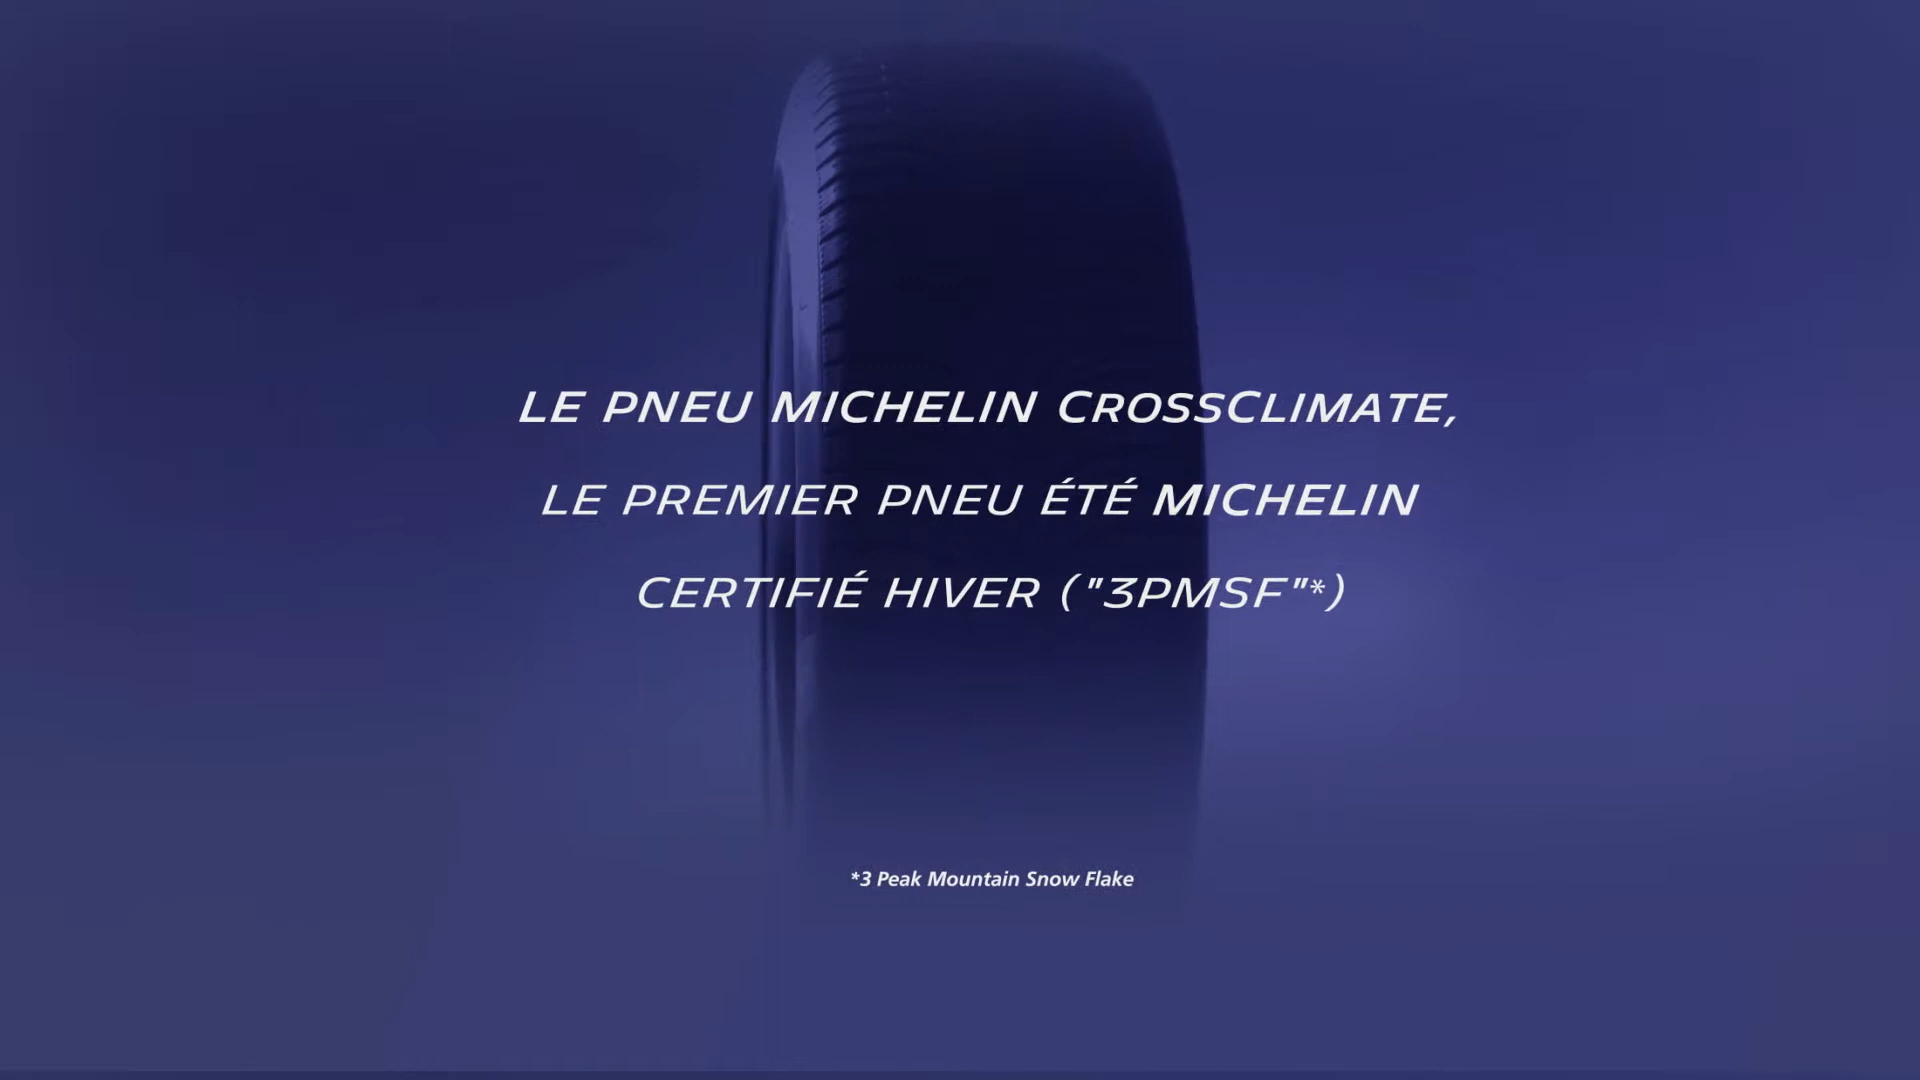 LE PNEU MICHELIN CROSSCLIMATE,
LE PREMIER PNEU ÉTÉ MICHELIN
CERTIFIÉ HIVER ("3PMSF"*)
*3 Peak Mountain Snow Flake